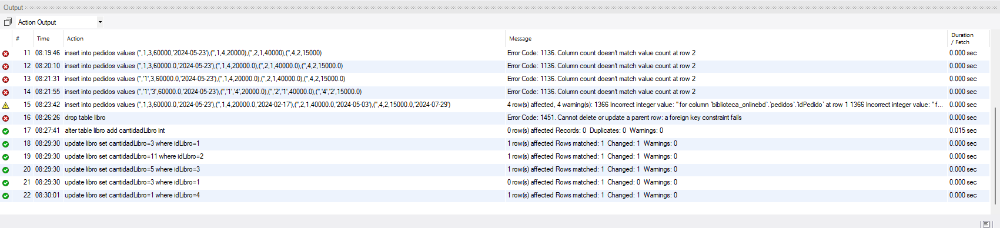 Output
Action Output
# Time Action Message Duration / Fetch
11 08:19:46 insert into pedidos values ('',1,3,60000,'2024-05-23'),('',1,4,20000),('',2,1,40000),('',4,2,15000) Error Code: 1136. Column count doesn't match value count at row 2 0.000 sec
12 08:20:10 insert into pedidos values ('',1,3,60000.0,'2024-05-23'),('',1,4,20000.0),('',2,1,40000.0),('',4,2,15000.0) Error Code: 1136. Column count doesn't match value count at row 2 0.000 sec
13 08:21:31 insert into pedidos values ('','1',3,60000.0,'2024-05-23'),('',1,4,20000.0),('',2,1,40000.0),('',4,2,15000.0) Error Code: 1136. Column count doesn't match value count at row 2 0.000 sec
14 08:21:55 insert into pedidos values ('','1','3',60000.0,'2024-05-23'),('','1','4',20000.0),('','2','1',40000.0),('','4','2',15000.0) Error Code: 1136. Column count doesn't match value count at row 2 0.000 sec
15 08:23:42 insert into pedidos values ('',1,3,60000.0,'2024-05-23'),('',1,4,20000.0,'2024-02-17'),('',2,1,40000.0,'2024-05-03'),('',4,2,15000.0,'2024-07-29') 4 row(s) affected, 4 warning(s): 1366 Incorrect integer value: '' for column 'biblioteca_onlinebd'.'pedidos'.'idPedido' at row 1 1366 Incorrect integer value: '' f... 0.000 sec
16 08:26:26 drop table libro Error Code: 1451. Cannot delete or update a parent row: a foreign key constraint fails 0.000 sec
17 08:27:41 alter table libro add cantidadLibro int 0 row(s) affected Records: 0 Duplicates: 0 Warnings: 0 0.015 sec
18 08:29:30 update libro set cantidadLibro=3 where idLibro=1 1 row(s) affected Rows matched: 1 Changed: 1 Warnings: 0 0.000 sec
19 08:29:30 update libro set cantidadLibro=11 where idLibro=2 1 row(s) affected Rows matched: 1 Changed: 1 Warnings: 0 0.000 sec
20 08:29:30 update libro set cantidadLibro=5 where idLibro=3 1 row(s) affected Rows matched: 1 Changed: 1 Warnings: 0 0.000 sec
21 08:29:30 update libro set cantidadLibro=3 where idLibro=1 0 row(s) affected Rows matched: 1 Changed: 0 Warnings: 0 0.000 sec
22 08:30:01 update libro set cantidadLibro=1 where idLibro=4 1 row(s) affected Rows matched: 1 Changed: 1 Warnings: 0 0.000 sec